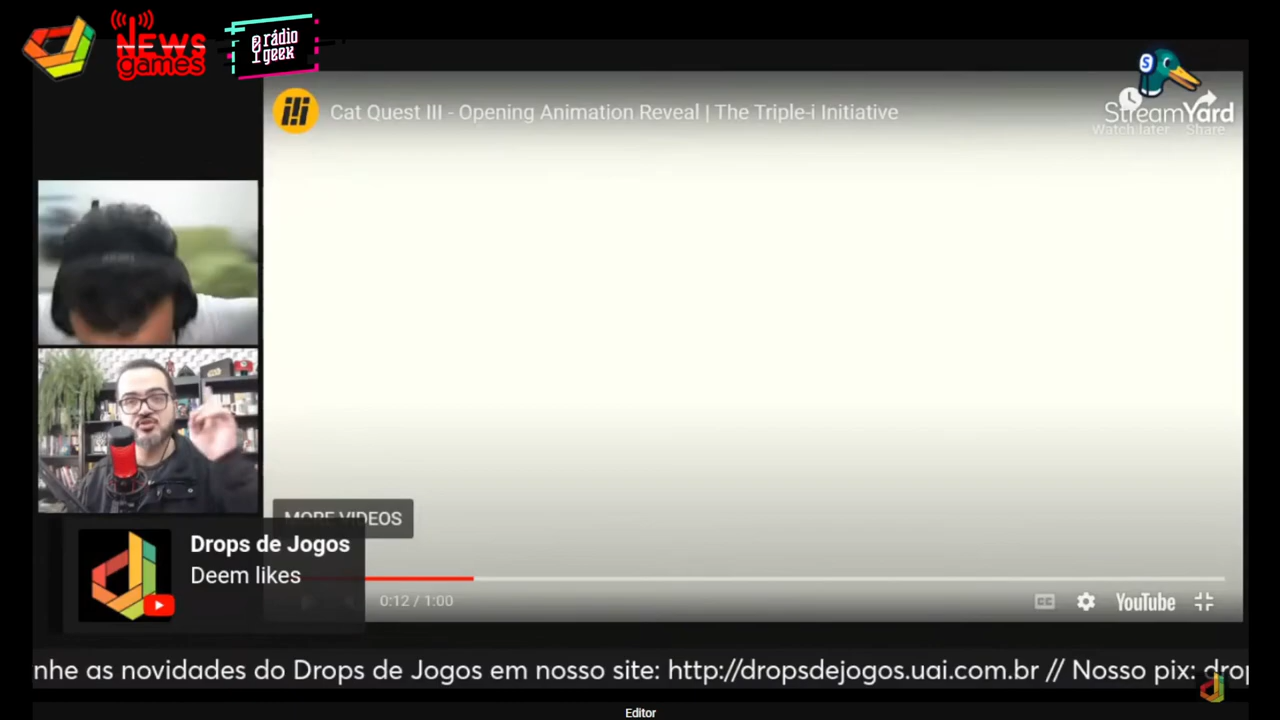 NEWS
games
rádio
geek
Cat Quest III - Opening Animation Reveal | The Triple-i Initiative
S
StreamYard
Watch later
Share
MORE VIDEOS
Drops de Jogos
Deem likes
0:12 / 1:00
CC
YouTube
nhe as novidades do Drops de Jogos em nosso site: http://dropsdejogos.uai.com.br // Nosso pix: drop
Editor